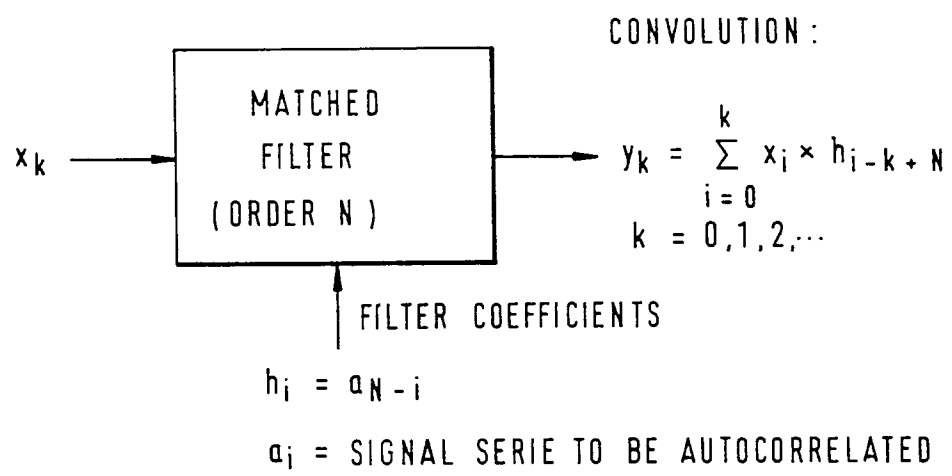 CONVOLUTION :
MATCHED
FILTER
(ORDER N)
x_k
y_k = \sum_{i=0}^{k} x_i × h_{i-k+N}
k = 0,1,2,...
FILTER COEFFICIENTS
h_i = a_{N-i}
a_i = SIGNAL SERIE TO BE AUTOCORRELATED